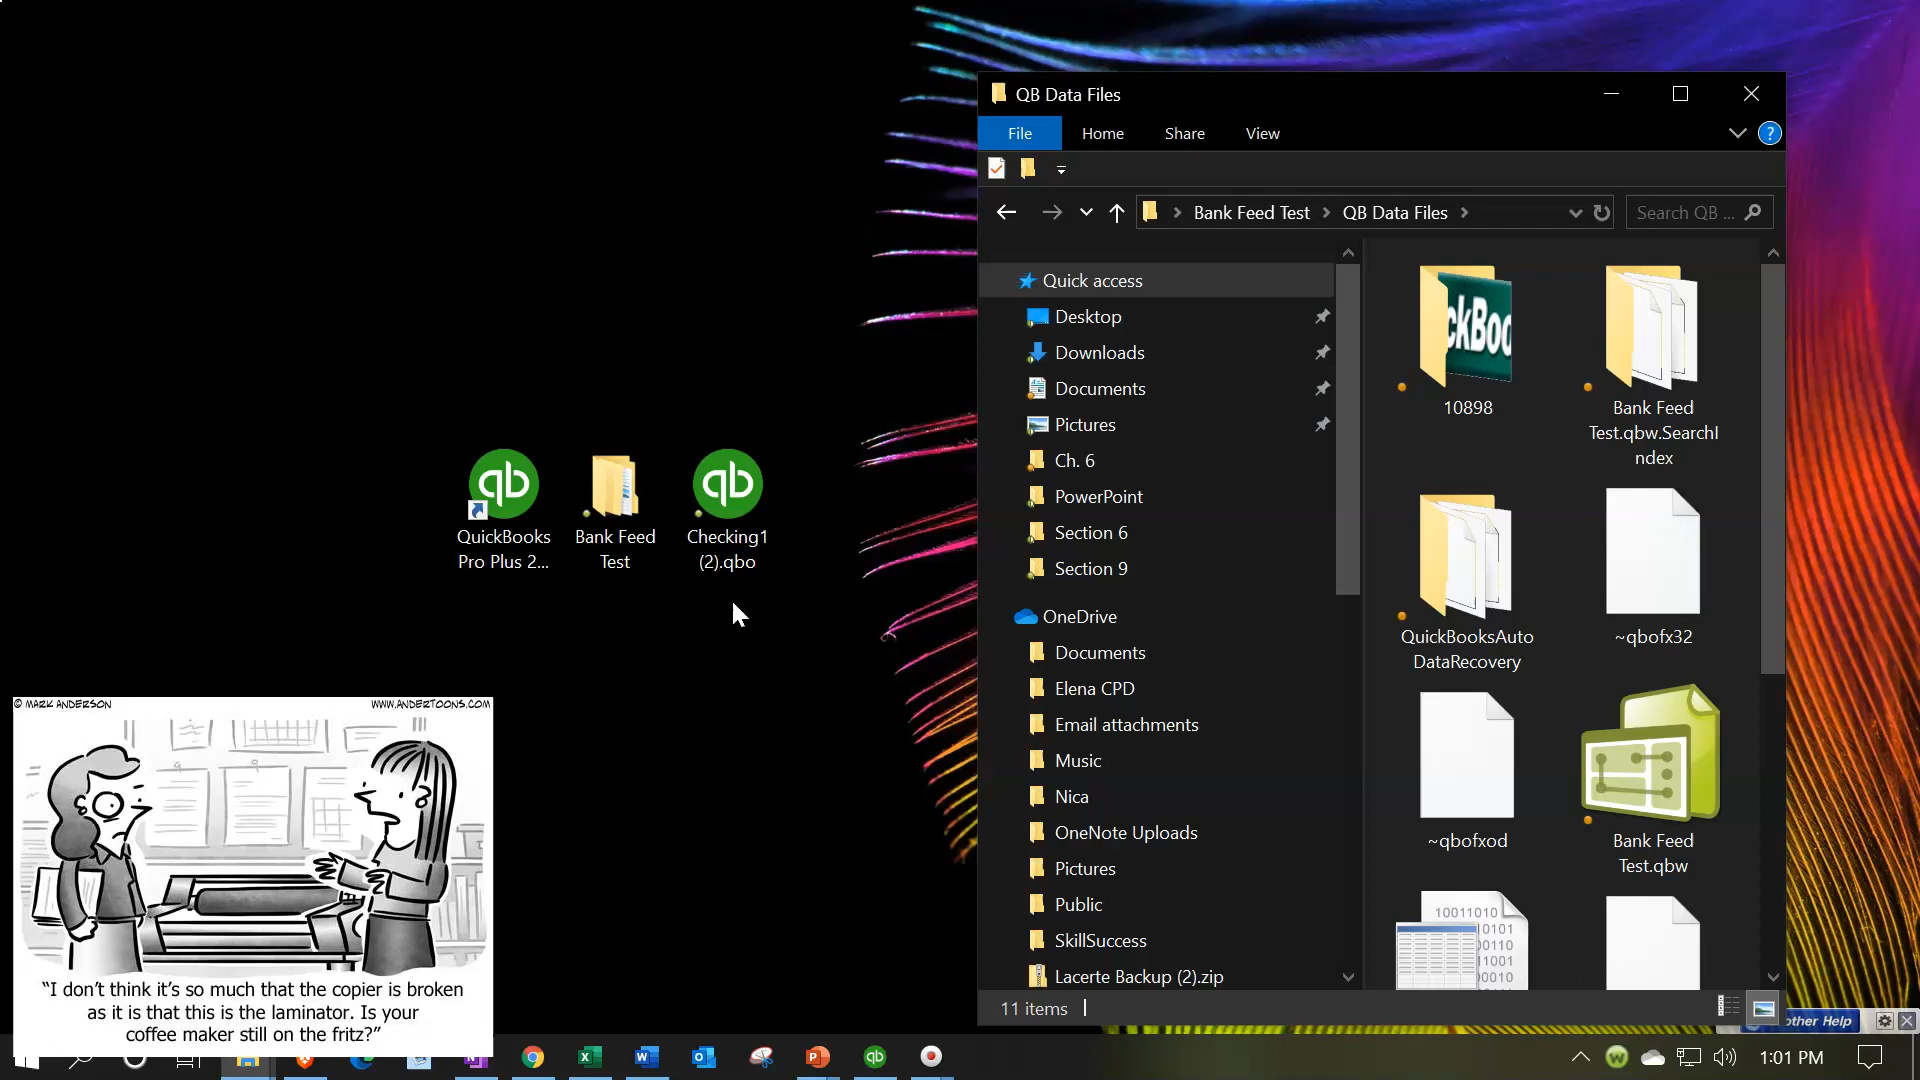 QuickBooks
Pro Plus 2...
Bank Feed
Test
Checking1
(2).qbo
© MARK ANDERSON
WWW.ANDERTOONS.COM
"I don't think it's so much that the copier is broken
as it is that this is the laminator. Is your
coffee maker still on the fritz?"
QB Data Files
File
Home
Share
View
Bank Feed Test
QB Data Files
Search QB ...
Quick access
Desktop
Downloads
Documents
Pictures
Ch. 6
PowerPoint
Section 6
Section 9
OneDrive
Documents
Elena CPD
Email attachments
Music
Nica
OneNote Uploads
Pictures
Public
SkillSuccess
Lacerte Backup (2).zip
ckBoo
10898
Bank Feed
Test.qbw.SearchI
ndex
QuickBooksAuto
DataRecovery
~qbofx32
~qbofxod
Bank Feed
Test.qbw
10011010
11 items
other Help
1:01 PM